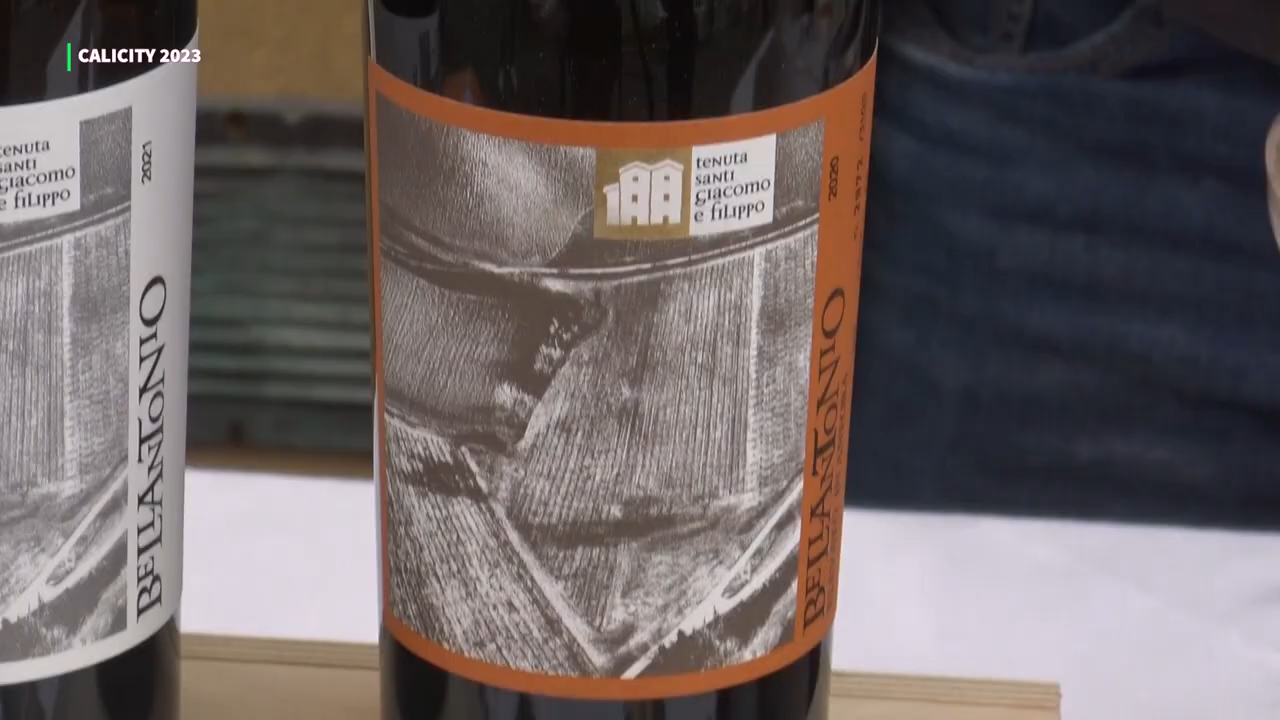 CALICITY 2023
tenuta
santi
giacomo
e filippo
2021
BELLANTONIO
tenuta
santi
giacomo
e filippo
2020
BELLANTONIO